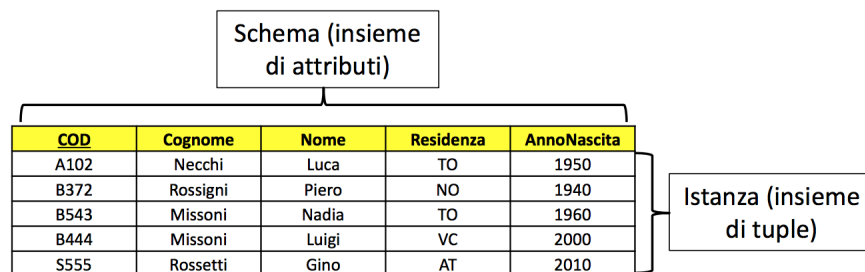 Schema (insieme
di attributi)
COD Cognome Nome Residenza AnnoNascita
A102 Necchi Luca TO 1950
B372 Rossigni Piero NO 1940
B543 Missoni Nadia TO 1960
B444 Missoni Luigi VC 2000
S555 Rossetti Gino AT 2010
Istanza (insieme
di tuple)